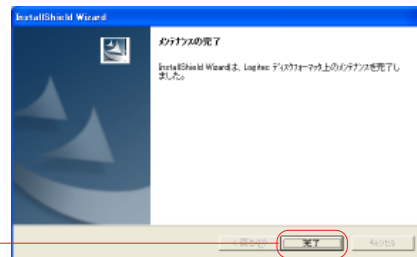 InstallShield Wizard
メンテナンスの完了
InstallShield Wizardは、Logitec ディスクフォーマッタ上のメンテナンスを完了し
ました。
< 戻る(B)
完了
キャンセル